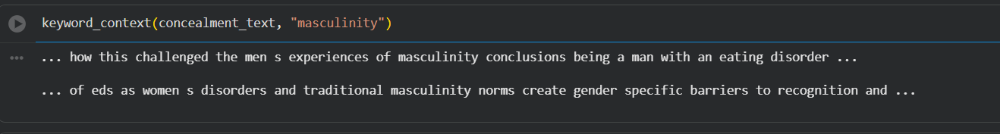 keyword_context(concealment_text, "masculinity")
... how this challenged the men s experiences of masculinity conclusions being a man with an eating disorder ...
... of eds as women s disorders and traditional masculinity norms create gender specific barriers to recognition and ...